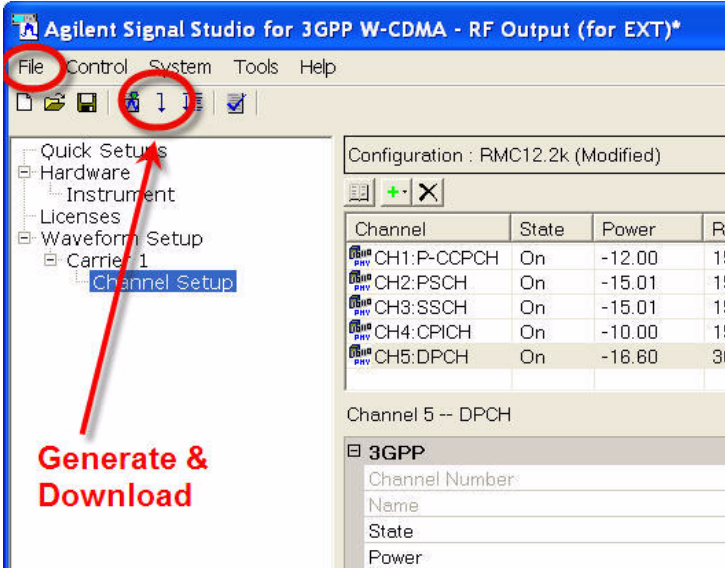 Agilent Signal Studio for 3GPP W-CDMA - RF Output (for EXT)*
File Control System Tools Help
Quick Setups
Hardware
Instrument
Licenses
Waveform Setup
Carrier 1
Channel Setup
Generate &
Download
Configuration : RMC12.2k (Modified)
Channel State Power
CH1:P-CCPCH On -12.00
CH2:PSCH On -15.01
CH3:SSCH On -15.01
CH4:CPICH On -10.00
CH5:DPCH On -16.60
Channel 5 -- DPCH
3GPP
Channel Number
Name
State
Power